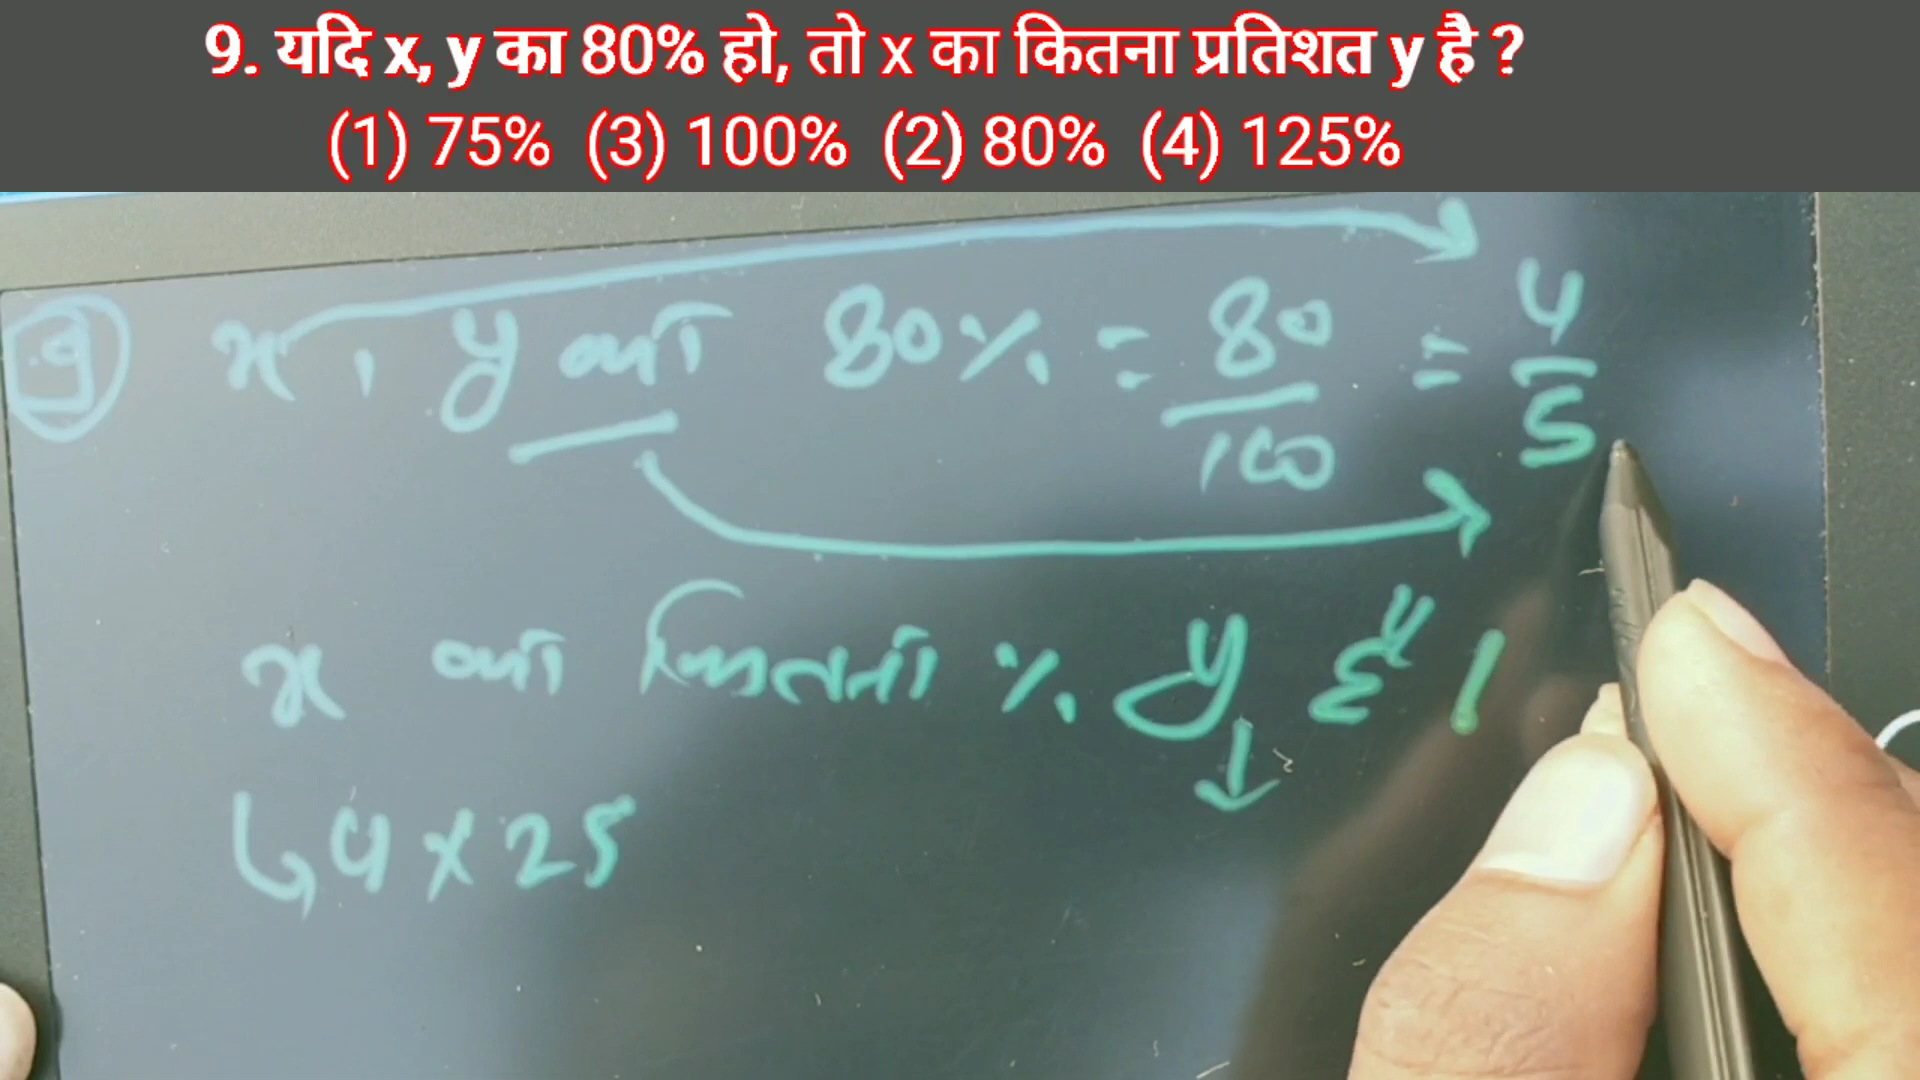 9. यदि x, y का 80% हो, तो x का कितना प्रतिशत y है ?
(1) 75% (3) 100% (2) 80% (4) 125%
9 x, y का 80% = 80/100 = 4/5
x का कितना % y है ।
↳ 4 × 25